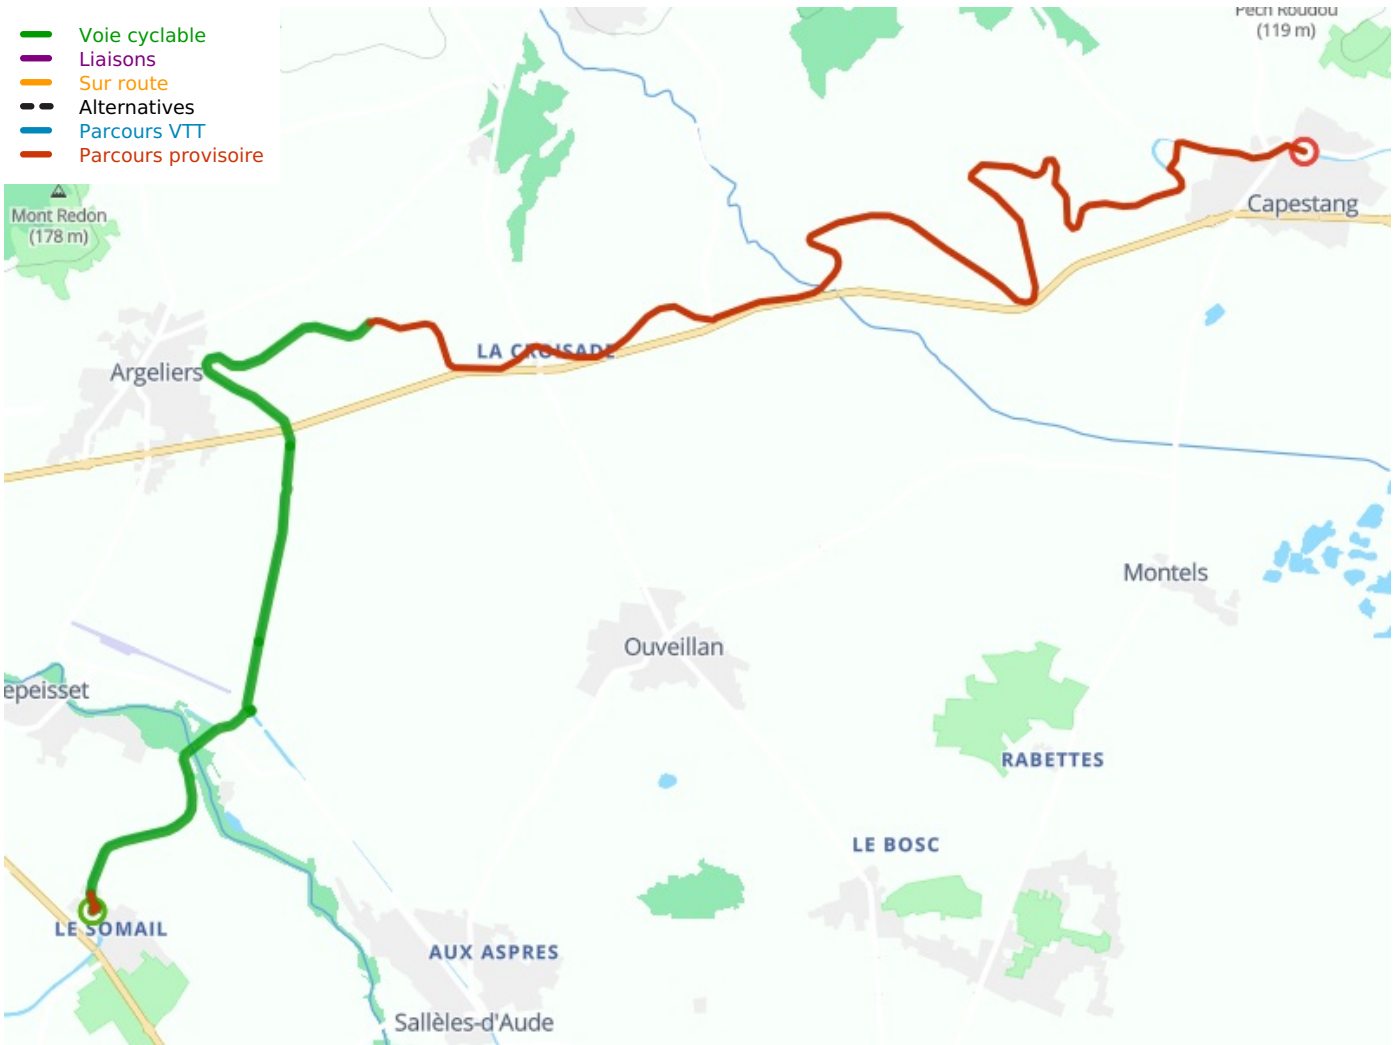 Voie cyclable
Liaisons
Sur route
Alternatives
Parcours VTT
Parcours provisoire
Pech Roudou
(119 m)
Mont Redon
(178 m)
Capestang
LA CROISADE
Argeliers
Montels
Ouveillan
epeisset
RABETTES
LE BOSC
LE SOMAIL
AUX ASPRES
Sallèles-d'Aude